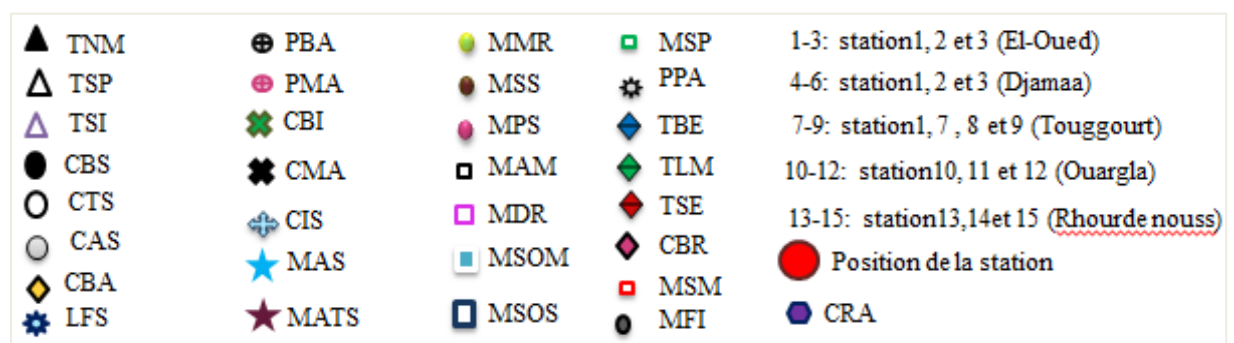 TNM PBA MMR MSP 1-3: station1, 2 et 3 (El-Oued)
TSP PMA MSS PPA 4-6: station1, 2 et 3 (Djamaa)
TSI CBI MPS TBE 7-9: station1, 7 , 8 et 9 (Touggourt)
CBS CMA MAM TLM 10-12: station10, 11 et 12 (Ouargla)
CTS CIS MDR TSE 13-15: station13,14et 15 (Rhourde nouss)
CAS MAS MSOM CBR Position de la station
CBA MATS MSOS MSM CRA
LFS MFI